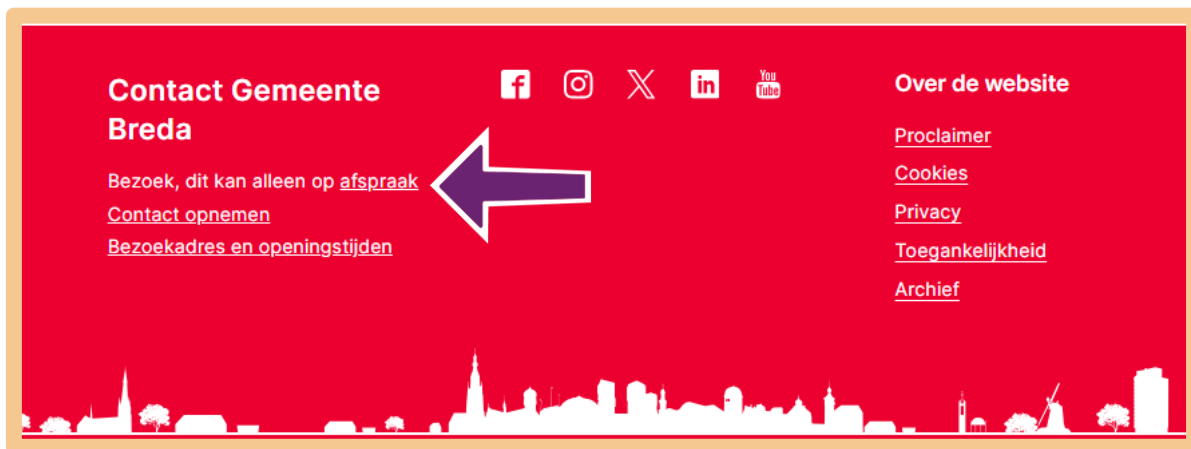 Contact Gemeente
Breda
Bezoek, dit kan alleen op afspraak
Contact opnemen
Bezoekadres en openingstijden
f
in
You
Tube
Over de website
Proclaimer
Cookies
Privacy
Toegankelijkheid
Archief